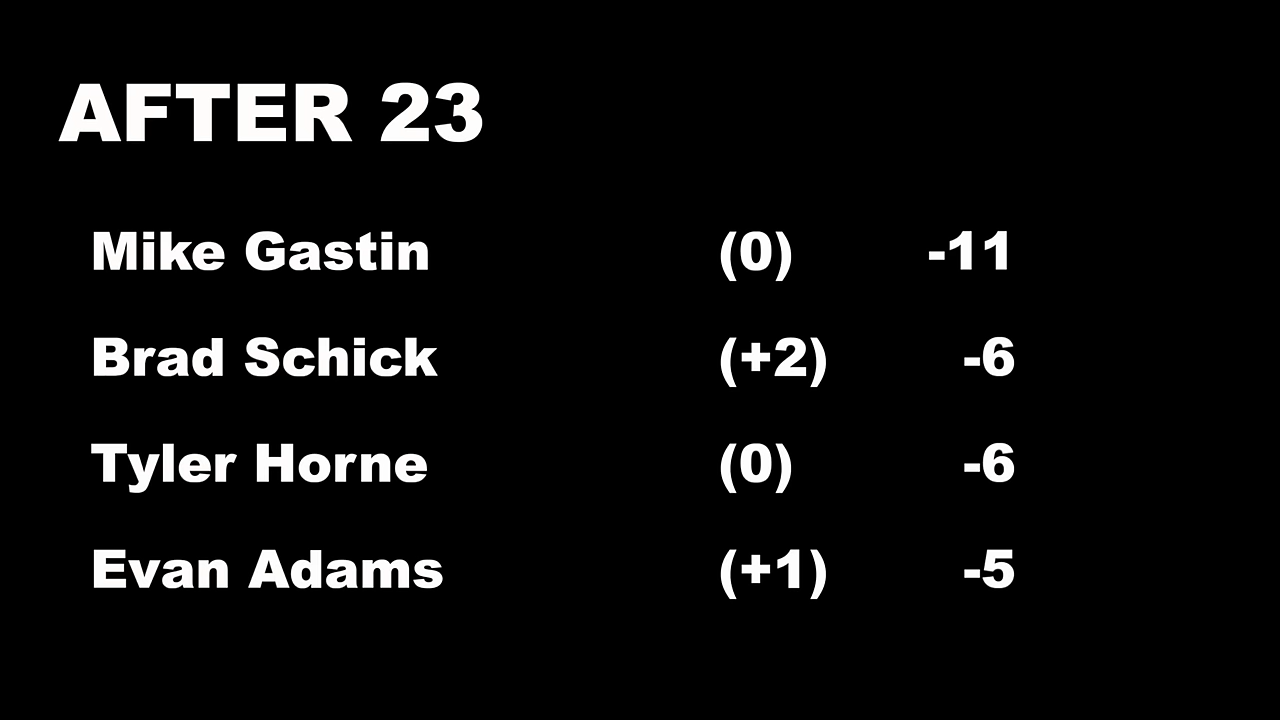 AFTER 23
Mike Gastin (0) -11
Brad Schick (+2) -6
Tyler Horne (0) -6
Evan Adams (+1) -5